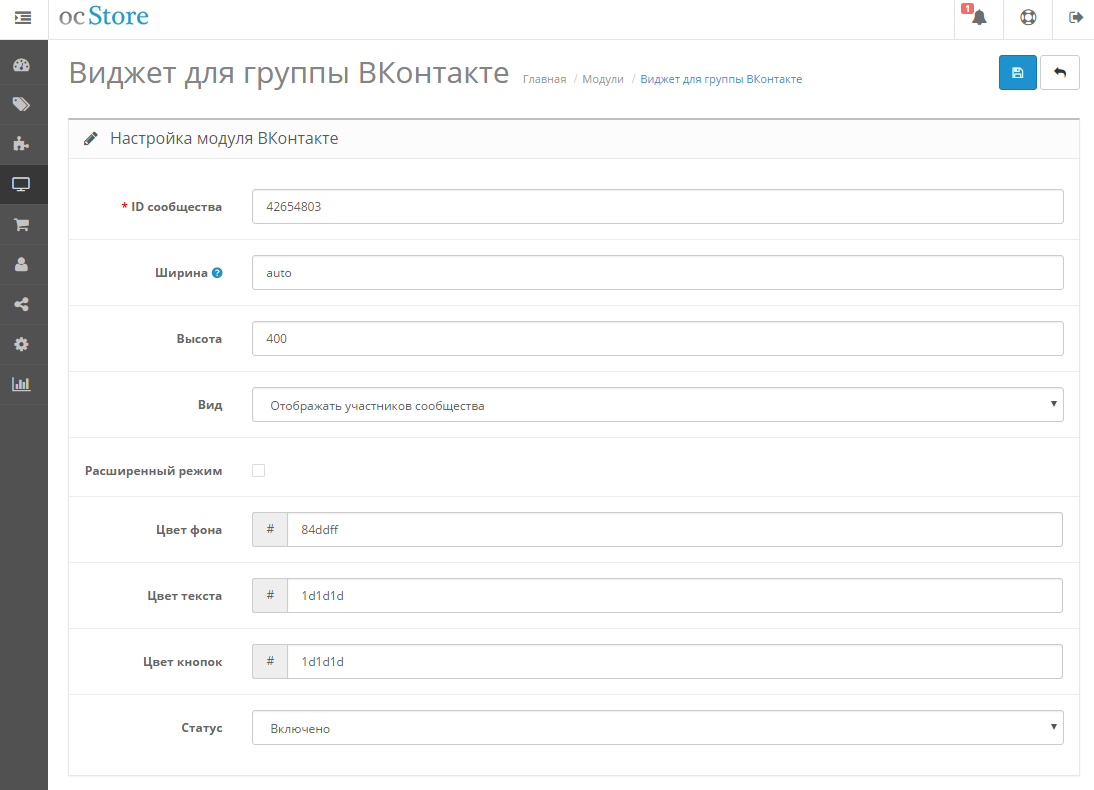 ocStore
1
Виджет для группы ВКонтакте
Главная / Модули / Виджет для группы ВКонтакте
Настройка модуля ВКонтакте
* ID сообщества 42654803
Ширина ? auto
Высота 400
Вид Отображать участников сообщества
Расширенный режим
Цвет фона # 84ddff
Цвет текста # 1d1d1d
Цвет кнопок # 1d1d1d
Статус Включено